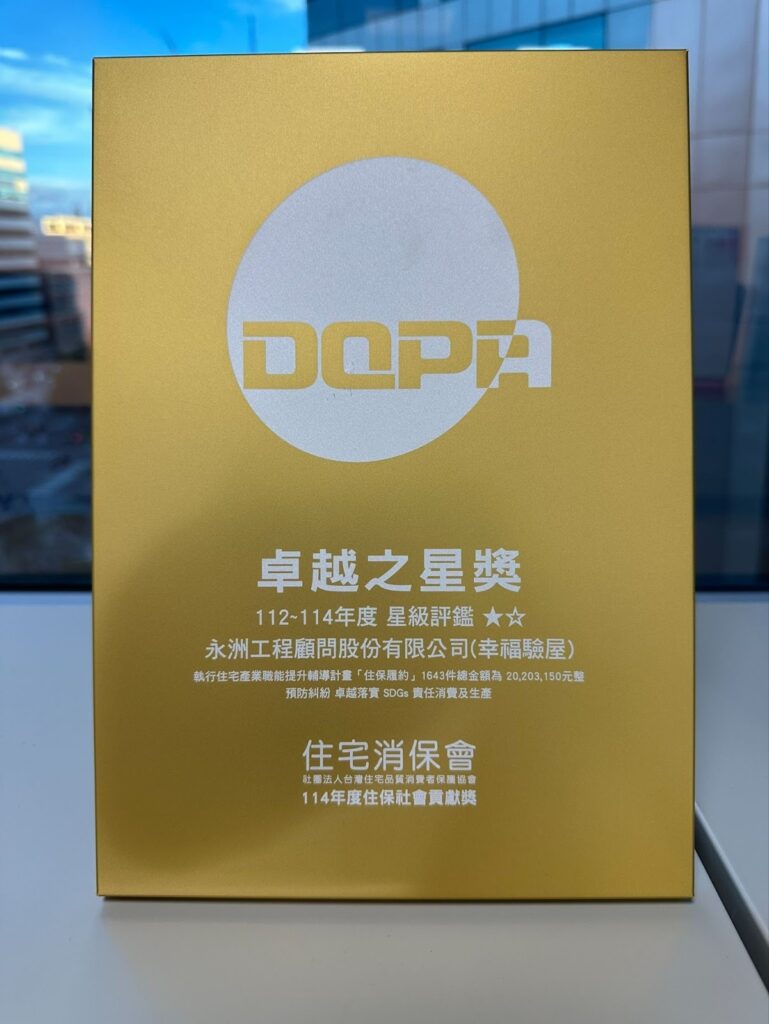 DQPA
卓越之星獎
112~114年度 星級評鑑 ★☆
永洲工程顧問股份有限公司(幸福驗屋)
執行住宅產業職能提升輔導計畫「住保履約」1643件總金額為 20,203,150元整
預防糾紛 卓越落實 SDGs 責任消費及生產
住宅消保會
社團法人台灣住宅品質消費者保護協會
114年度住保社會貢獻獎